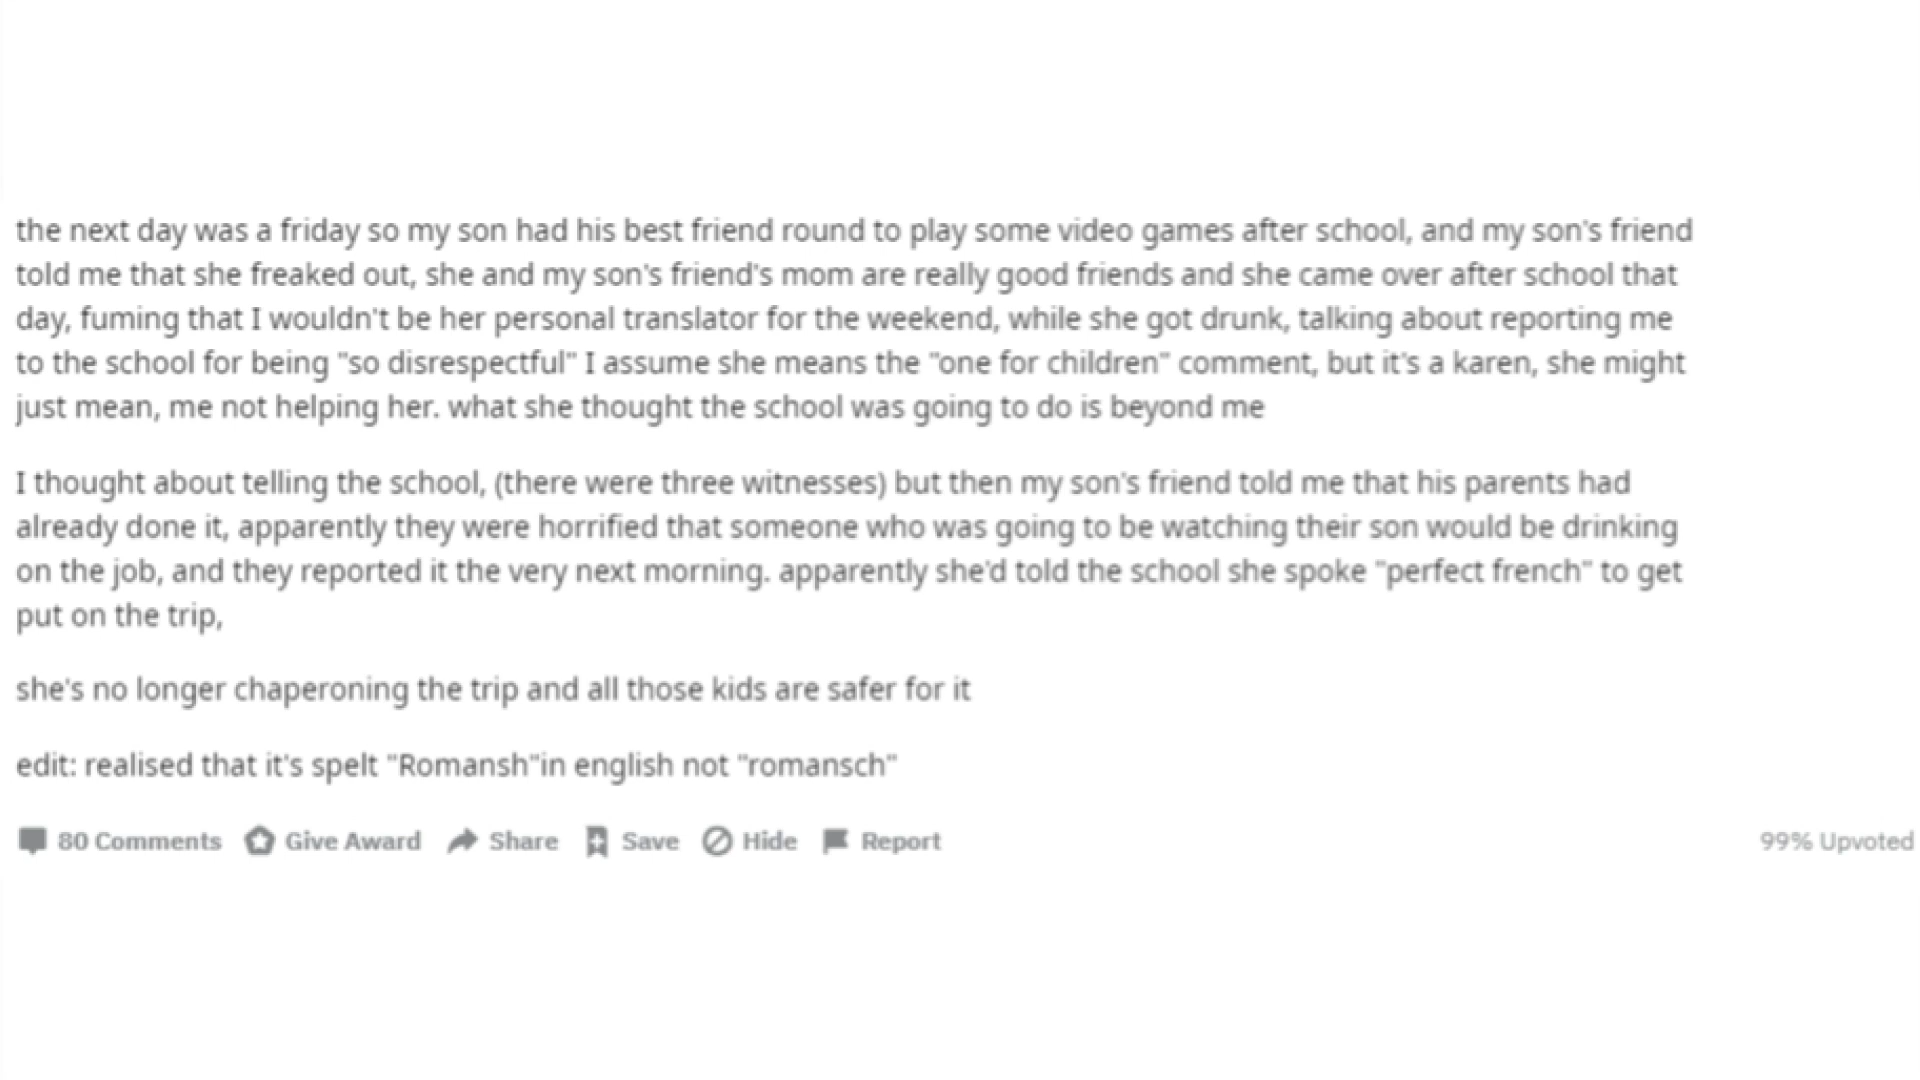 the next day was a friday so my son had his best friend round to play some video games after school, and my son's friend
told me that she freaked out, she and my son's friend's mom are really good friends and she came over after school that
day, fuming that I wouldn't be her personal translator for the weekend, while she got drunk, talking about reporting me
to the school for being "so disrespectful" I assume she means the "one for children" comment, but it's a karen, she might
just mean, me not helping her. what she thought the school was going to do is beyond me
I thought about telling the school, (there were three witnesses) but then my son's friend told me that his parents had
already done it, apparently they were horrified that someone who was going to be watching their son would be drinking
on the job, and they reported it the very next morning. apparently she'd told the school she spoke "perfect french" to get
put on the trip,
she's no longer chaperoning the trip and all those kids are safer for it
edit: realised that it's spelt "Romansh"in english not "romansch"
80 Comments Give Award Share Save Hide Report 99% Upvoted